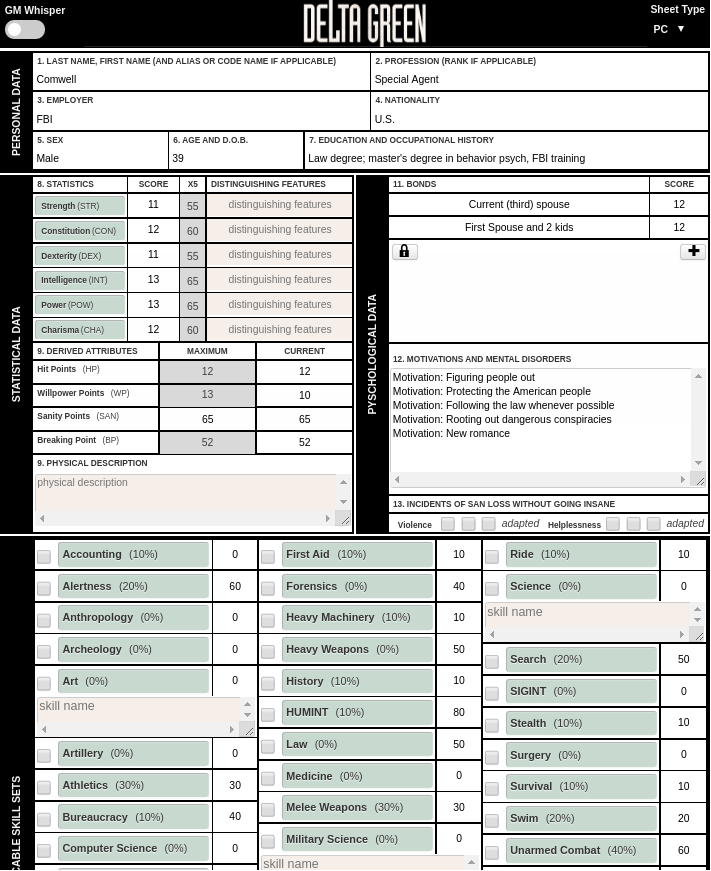 GM Whisper
DELTA GREEN
Sheet Type
PC ▼
PERSONAL DATA
1. LAST NAME, FIRST NAME (AND ALIAS OR CODE NAME IF APPLICABLE)
Comwell
2. PROFESSION (RANK IF APPLICABLE)
Special Agent
3. EMPLOYER
FBI
4. NATIONALITY
U.S.
5. SEX
Male
6. AGE AND D.O.B.
39
7. EDUCATION AND OCCUPATIONAL HISTORY
Law degree; master's degree in behavior psych, FBI training
STATISTICAL DATA
8. STATISTICS SCORE X5 DISTINGUISHING FEATURES
Strength (STR) 11 55 distinguishing features
Constitution (CON) 12 60 distinguishing features
Dexterity (DEX) 11 55 distinguishing features
Intelligence (INT) 13 65 distinguishing features
Power (POW) 13 65 distinguishing features
Charisma (CHA) 12 60 distinguishing features
9. DERIVED ATTRIBUTES MAXIMUM CURRENT
Hit Points (HP) 12 12
Willpower Points (WP) 13 10
Sanity Points (SAN) 65 65
Breaking Point (BP) 52 52
9. PHYSICAL DESCRIPTION
physical description
PYSCHOLOGICAL DATA
11. BONDS SCORE
Current (third) spouse 12
First Spouse and 2 kids 12
12. MOTIVATIONS AND MENTAL DISORDERS
Motivation: Figuring people out
Motivation: Protecting the American people
Motivation: Following the law whenever possible
Motivation: Rooting out dangerous conspiracies
Motivation: New romance
13. INCIDENTS OF SAN LOSS WITHOUT GOING INSANE
Violence adapted Helplessness adapted
CABLE SKILL SETS
Accounting (10%) 0
Alertness (20%) 60
Anthropology (0%) 0
Archeology (0%) 0
Art (0%) 0
skill name
Artillery (0%) 0
Athletics (30%) 30
Bureaucracy (10%) 40
Computer Science (0%) 0
First Aid (10%) 10
Forensics (0%) 40
Heavy Machinery (10%) 10
Heavy Weapons (0%) 50
History (10%) 10
HUMINT (10%) 80
Law (0%) 50
Medicine (0%) 0
Melee Weapons (30%) 30
Military Science (0%) 0
skill name
Ride (10%) 10
Science (0%) 0
skill name
Search (20%) 50
SIGINT (0%) 0
Stealth (10%) 10
Surgery (0%) 0
Survival (10%) 10
Swim (20%) 20
Unarmed Combat (40%) 60